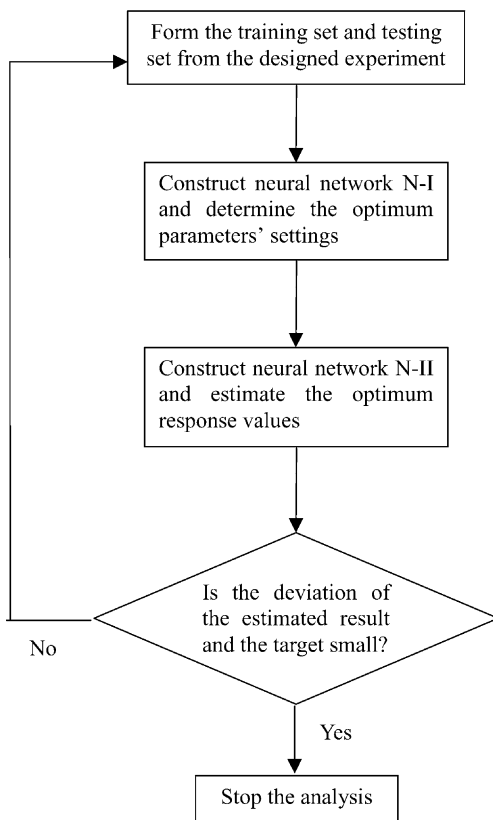 Form the training set and testing
set from the designed experiment
Construct neural network N-I
and determine the optimum
parameters’ settings
Construct neural network N-II
and estimate the optimum
response values
Is the deviation of
the estimated result
and the target small?
No
Yes
Stop the analysis